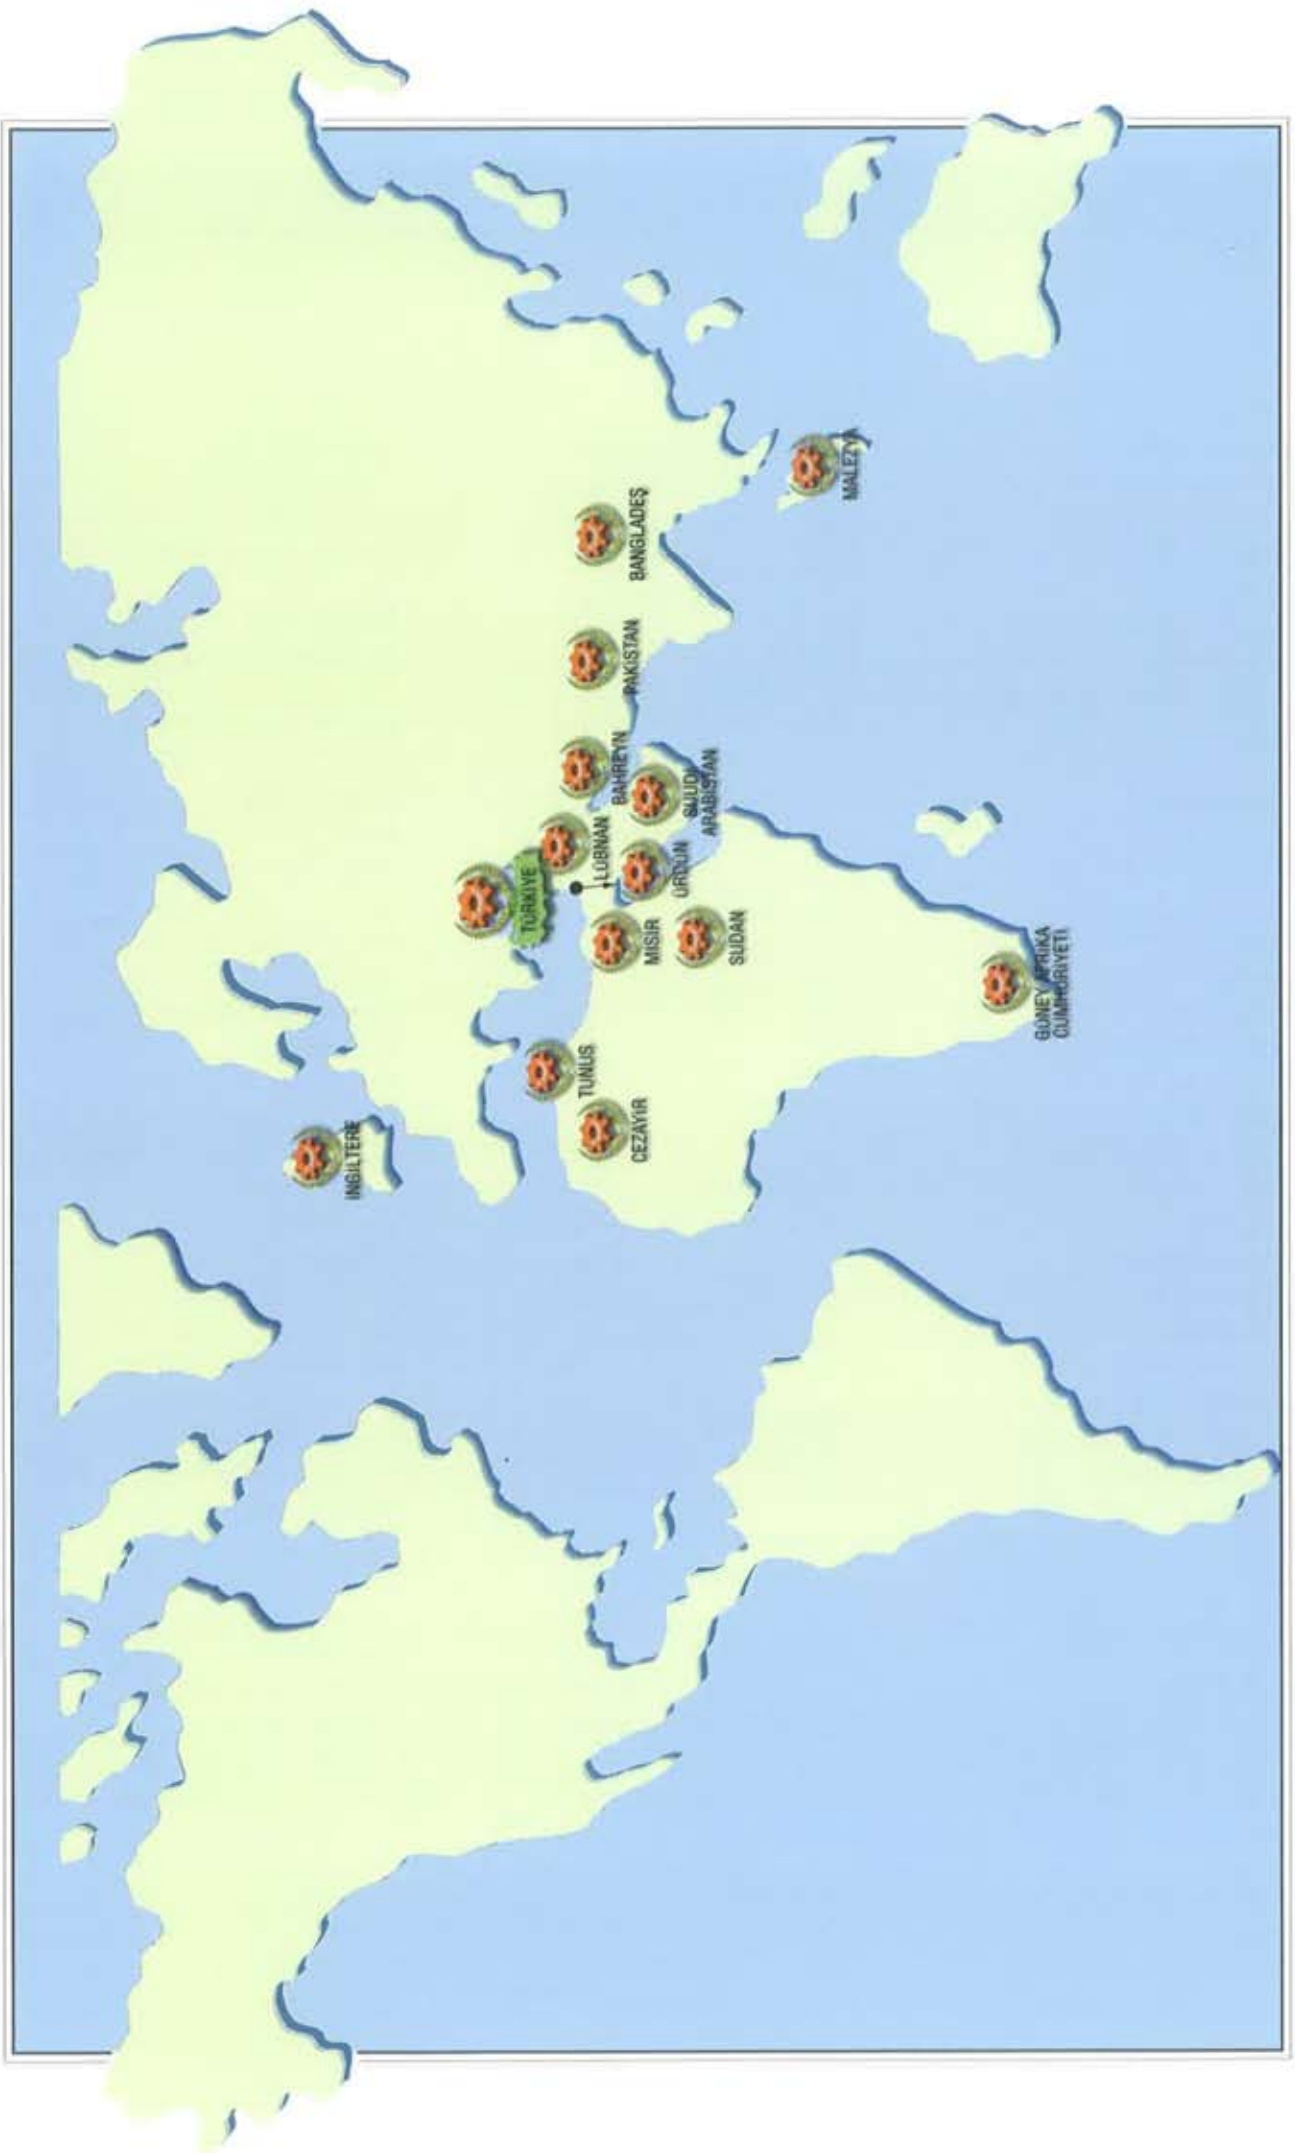 İNGİLTERE
TÜRKİYE
TUNUS
CEZAYİR
LÜBNAN
BAHREYN
PAKİSTAN
BANGLADEŞ
MISIR
ÜRDÜN
SUUDİ
ARABİSTAN
SUDAN
MALEZYA
GÜNEY AFRİKA
CUMHURİYETİ